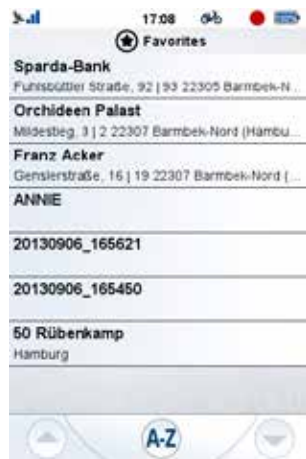 17:08
Favorites
Sparda-Bank
Fuhlsbüttler Straße, 92 | 93 22305 Barmbek-N...
Orchideen Palast
Mildestieg, 3 | 2 22307 Barmbek-Nord (Hambu...
Franz Acker
Genslerstraße, 16 | 19 22307 Barmbek-Nord (...
ANNIE
20130906_165621
20130906_165450
50 Rübenkamp
Hamburg
A-Z